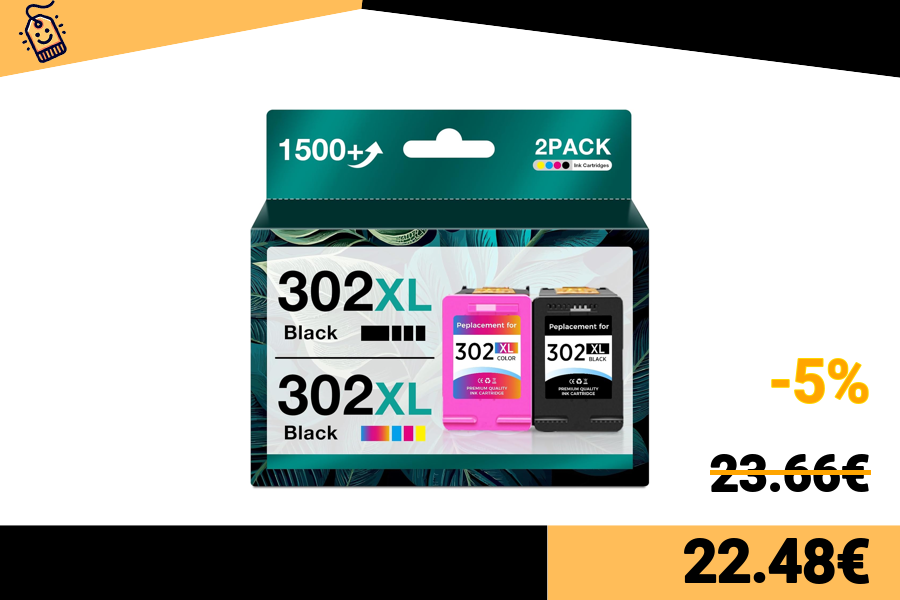 1500+
2PACK
Ink Cartridges
302XL
Black
302XL
Black
Peplacement for
302 XL
COLOR
PREMIUM QUALITY
INK CARTRIDGE
Peplacement for
302 XL
BLACK
PREMIUM QUALITY
INK CARTRIDGE
-5%
23.66€
22.48€